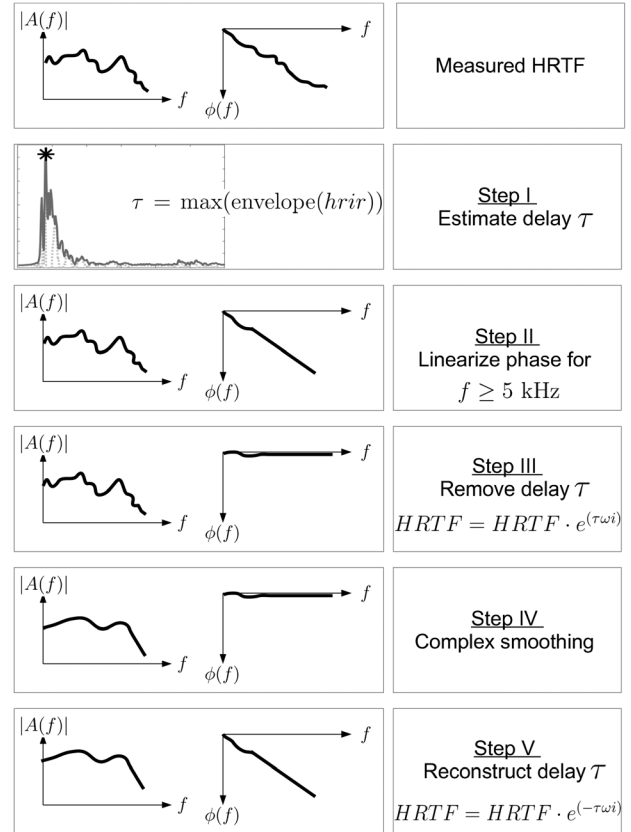 |A(f)|
f
f
ϕ(f)
Measured HRTF
τ = max(envelope(hrir))
Step I
Estimate delay τ
|A(f)|
f
f
ϕ(f)
Step II
Linearize phase for
f ≥ 5 kHz
|A(f)|
f
f
ϕ(f)
Step III
Remove delay τ
HRTF = HRTF · e^(τωi)
|A(f)|
f
f
ϕ(f)
Step IV
Complex smoothing
|A(f)|
f
f
ϕ(f)
Step V
Reconstruct delay τ
HRTF = HRTF · e^(−τωi)